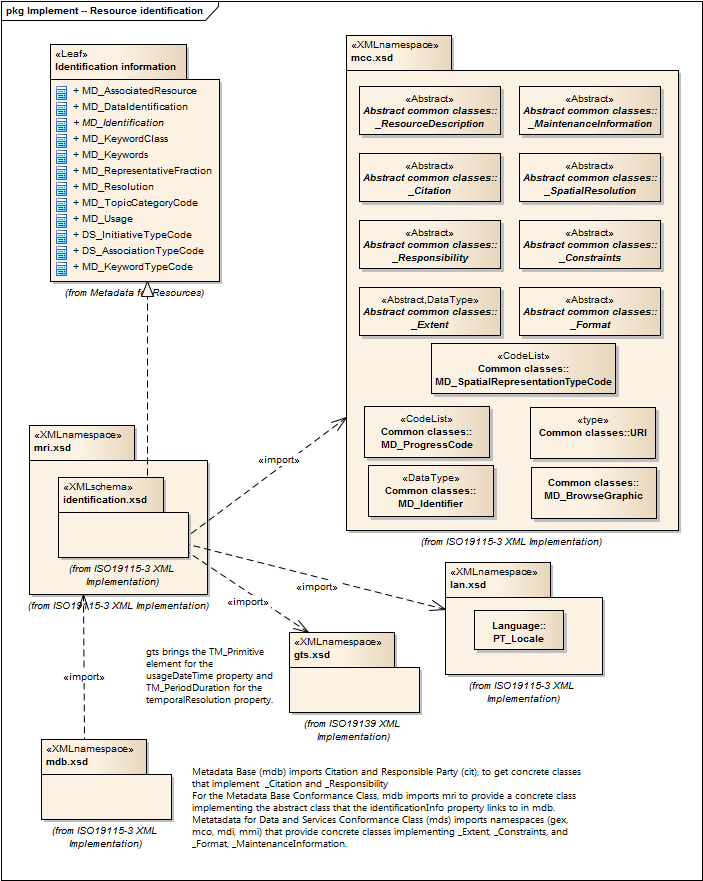 pkg Implement -- Resource identification
«Leaf»
Identification information
+ MD_AssociatedResource
+ MD_DataIdentification
+ MD_Identification
+ MD_KeywordClass
+ MD_Keywords
+ MD_RepresentativeFraction
+ MD_Resolution
+ MD_TopicCategoryCode
+ MD_Usage
+ DS_InitiativeTypeCode
+ DS_AssociationTypeCode
+ MD_KeywordTypeCode
(from Metadata for Resources)
«XMLnamespace»
mcc.xsd
«Abstract»
Abstract common classes::
_ResourceDescription
«Abstract»
Abstract common classes::
_MaintenanceInformation
«Abstract»
Abstract common classes::
_Citation
«Abstract»
Abstract common classes::
_SpatialResolution
«Abstract»
Abstract common classes::
_Responsibility
«Abstract»
Abstract common classes::
_Constraints
«Abstract,DataType»
Abstract common classes::
_Extent
«Abstract»
Abstract common classes::
_Format
«CodeList»
Common classes::
MD_SpatialRepresentationTypeCode
«CodeList»
Common classes::
MD_ProgressCode
«type»
Common classes::URI
«DataType»
Common classes::
MD_Identifier
Common classes::
MD_BrowseGraphic
(from ISO19115-3 XML Implementation)
«XMLnamespace»
mri.xsd
«XMLschema»
identification.xsd
(from ISO19115-3 XML
Implementation)
(from ISO19115-3 XML Implementation)
«import»
«import»
«import»
«import»
«XMLnamespace»
lan.xsd
Language::
PT_Locale
(from ISO19115-3 XML
Implementation)
«XMLnamespace»
gts.xsd
(from ISO19139 XML
Implementation)
gts brings the TM_Primitive
element for the
usageDateTime property and
TM_PeriodDuration for the
temporalResolution property.
«XMLnamespace»
mdb.xsd
(from ISO19115-3 XML
Implementation)
Metadata Base (mdb) imports Citation and Responsible Party (cit), to get concrete classes
that implement _Citation and _Responsibility
For the Metadata Base Conformance Class, mdb imports mri to provide a concrete class
implementing the abstract class that the identificationInfo property links to in mdb.
Metatadata for Data and Services Conformance Class (mds) imports namespaces (gex,
mco, mdi, mmi) that provide concrete classes implementing _Extent, _Constraints, and
_Format, _MaintenanceInformation.